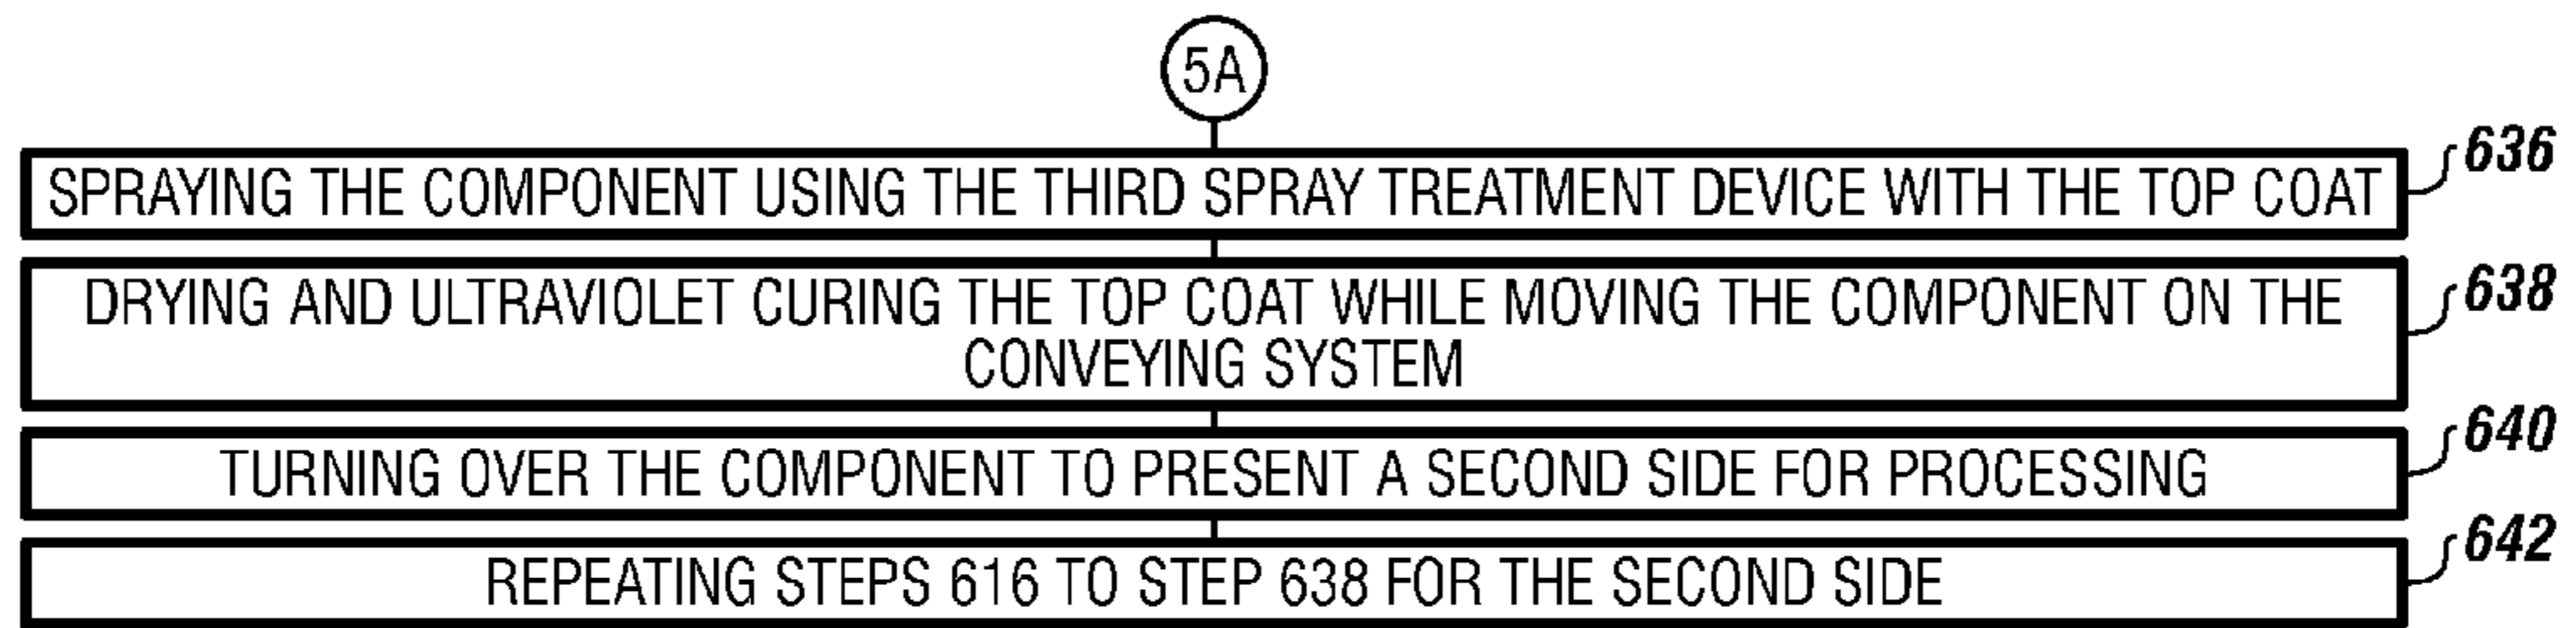 5A
SPRAYING THE COMPONENT USING THE THIRD SPRAY TREATMENT DEVICE WITH THE TOP COAT
636
DRYING AND ULTRAVIOLET CURING THE TOP COAT WHILE MOVING THE COMPONENT ON THE
CONVEYING SYSTEM
638
TURNING OVER THE COMPONENT TO PRESENT A SECOND SIDE FOR PROCESSING
640
REPEATING STEPS 616 TO STEP 638 FOR THE SECOND SIDE
642